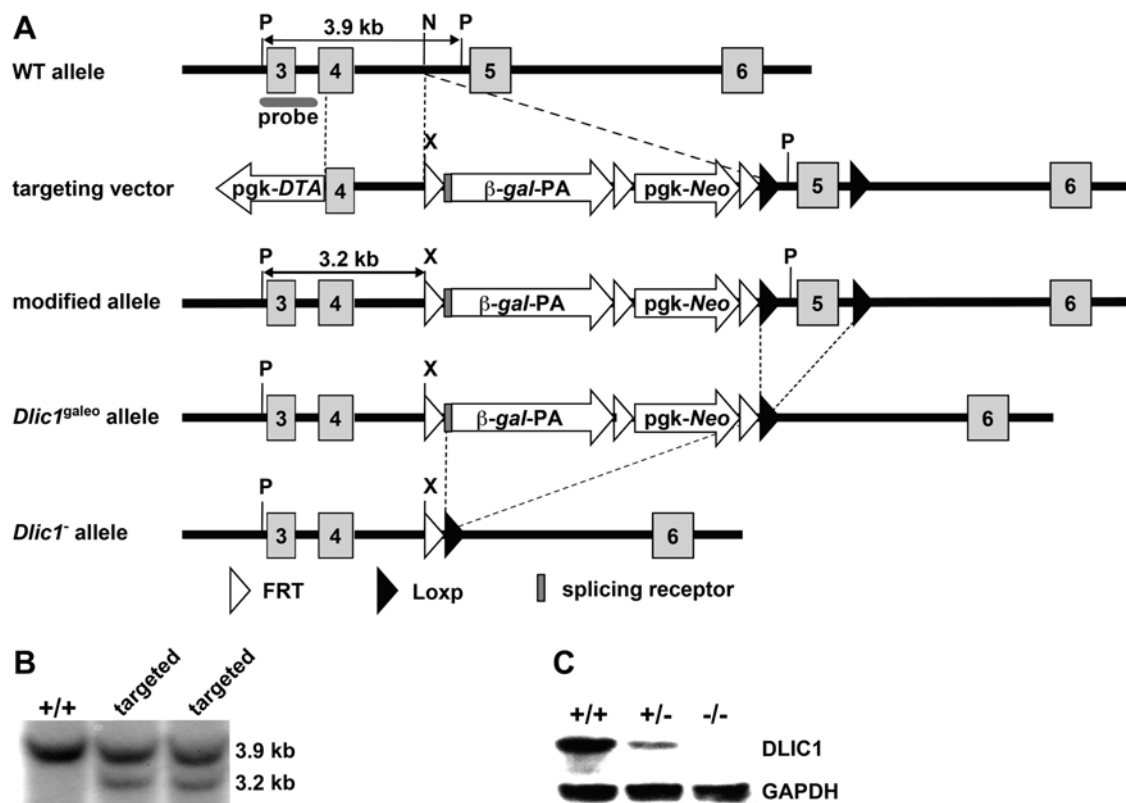 A
P 3.9 kb N P
WT allele 3 4 5 6
probe
X P
targeting vector pgk-DTA 4 β-gal-PA pgk-Neo 5 6
P 3.2 kb X P
modified allele 3 4 β-gal-PA pgk-Neo 5 6
P X
Dlic1galeo allele 3 4 β-gal-PA pgk-Neo 6
P X
Dlic1- allele 3 4 6
FRT Loxp splicing receptor
B
+/+ targeted targeted
3.9 kb
3.2 kb
C
+/+ +/- -/-
DLIC1
GAPDH